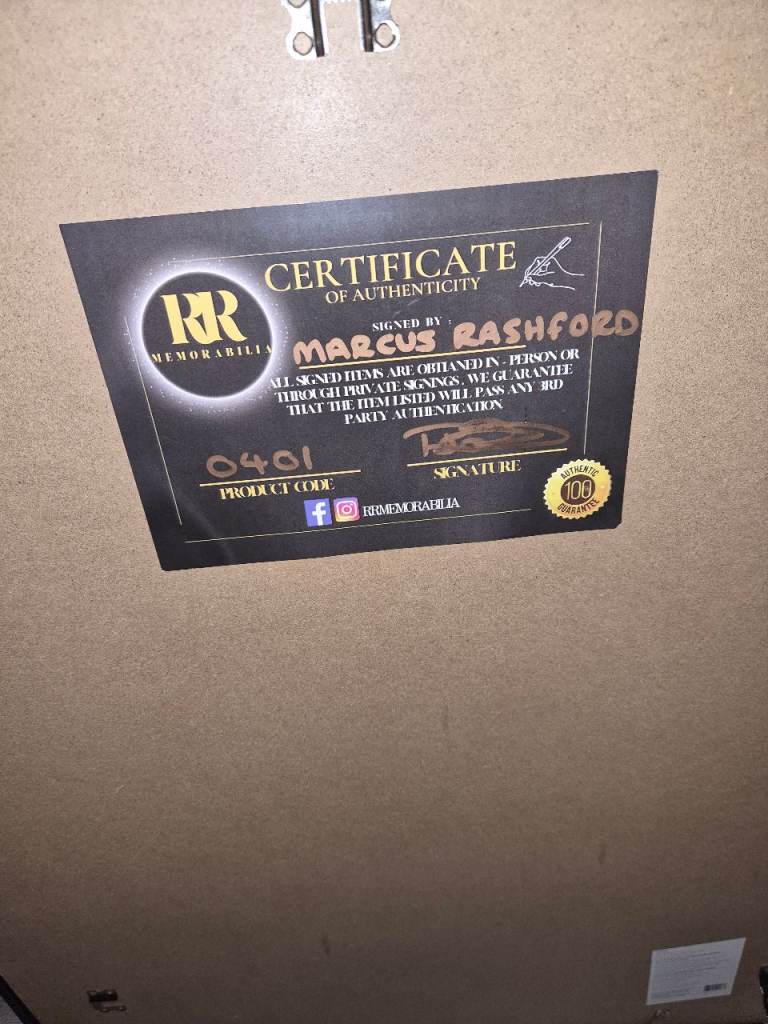 CERTIFICATE
OF AUTHENTICITY
RR
MEMORABILIA
SIGNED BY :
MARCUS RASHFORD
ALL SIGNED ITEMS ARE OBTIANED IN - PERSON OR
THROUGH PRIVATE SIGNINGS . WE GUARANTEE
THAT THE ITEM LISTED WILL PASS ANY 3RD
PARTY AUTHENTICATION
0401
PRODUCT CODE
SIGNATURE
RRMEMORABILIA
AUTHENTIC
100
GUARANTEE